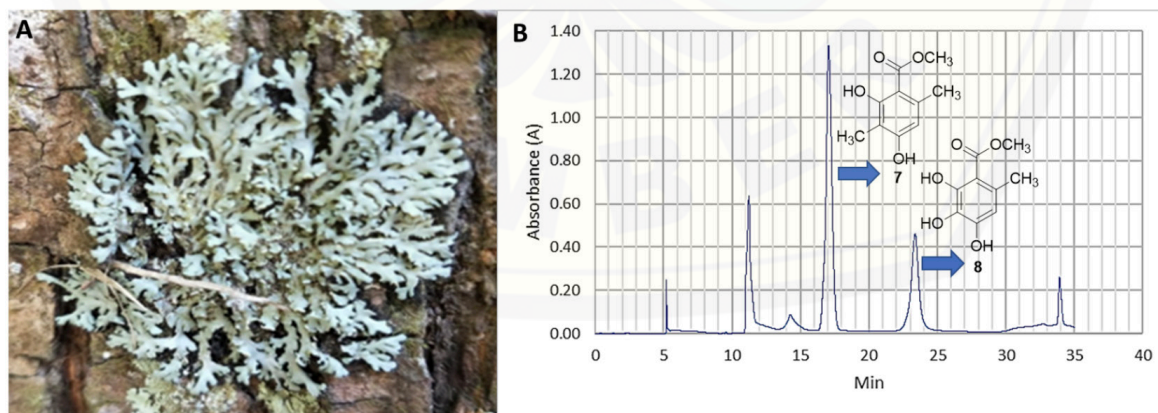 A
B
1.40
1.20
1.00
0.80
0.60
0.40
0.20
0.00
Absorbance (A)
0 5 10 15 20 25 30 35 40
Min
O OCH₃
HO CH₃
H₃C
OH
7
O OCH₃
HO CH₃
HO
OH
8